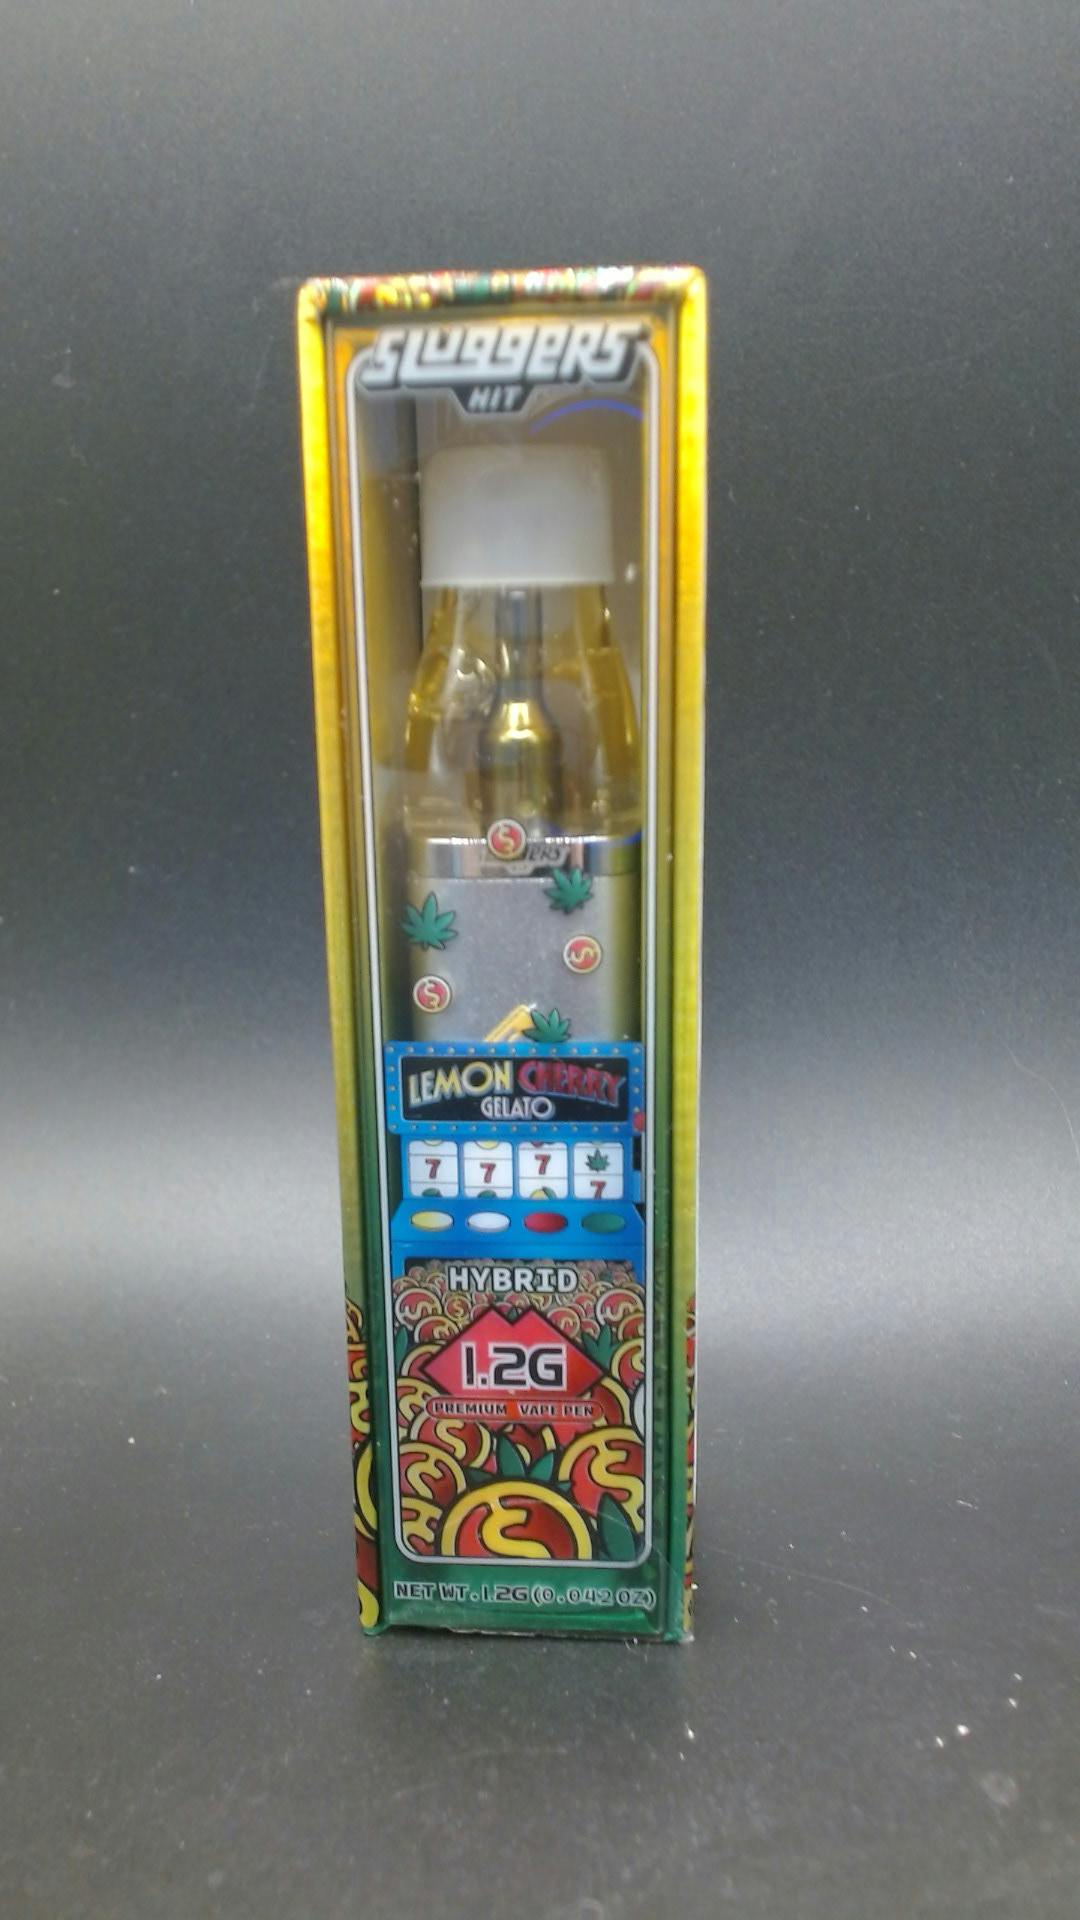 SLUGGERS
HIT
LEMON CHERRY
GELATO
7 7 7
7
HYBRID
1.2G
PREMIUM VAPE PEN
NET WT. 1.2G (0.042 OZ)